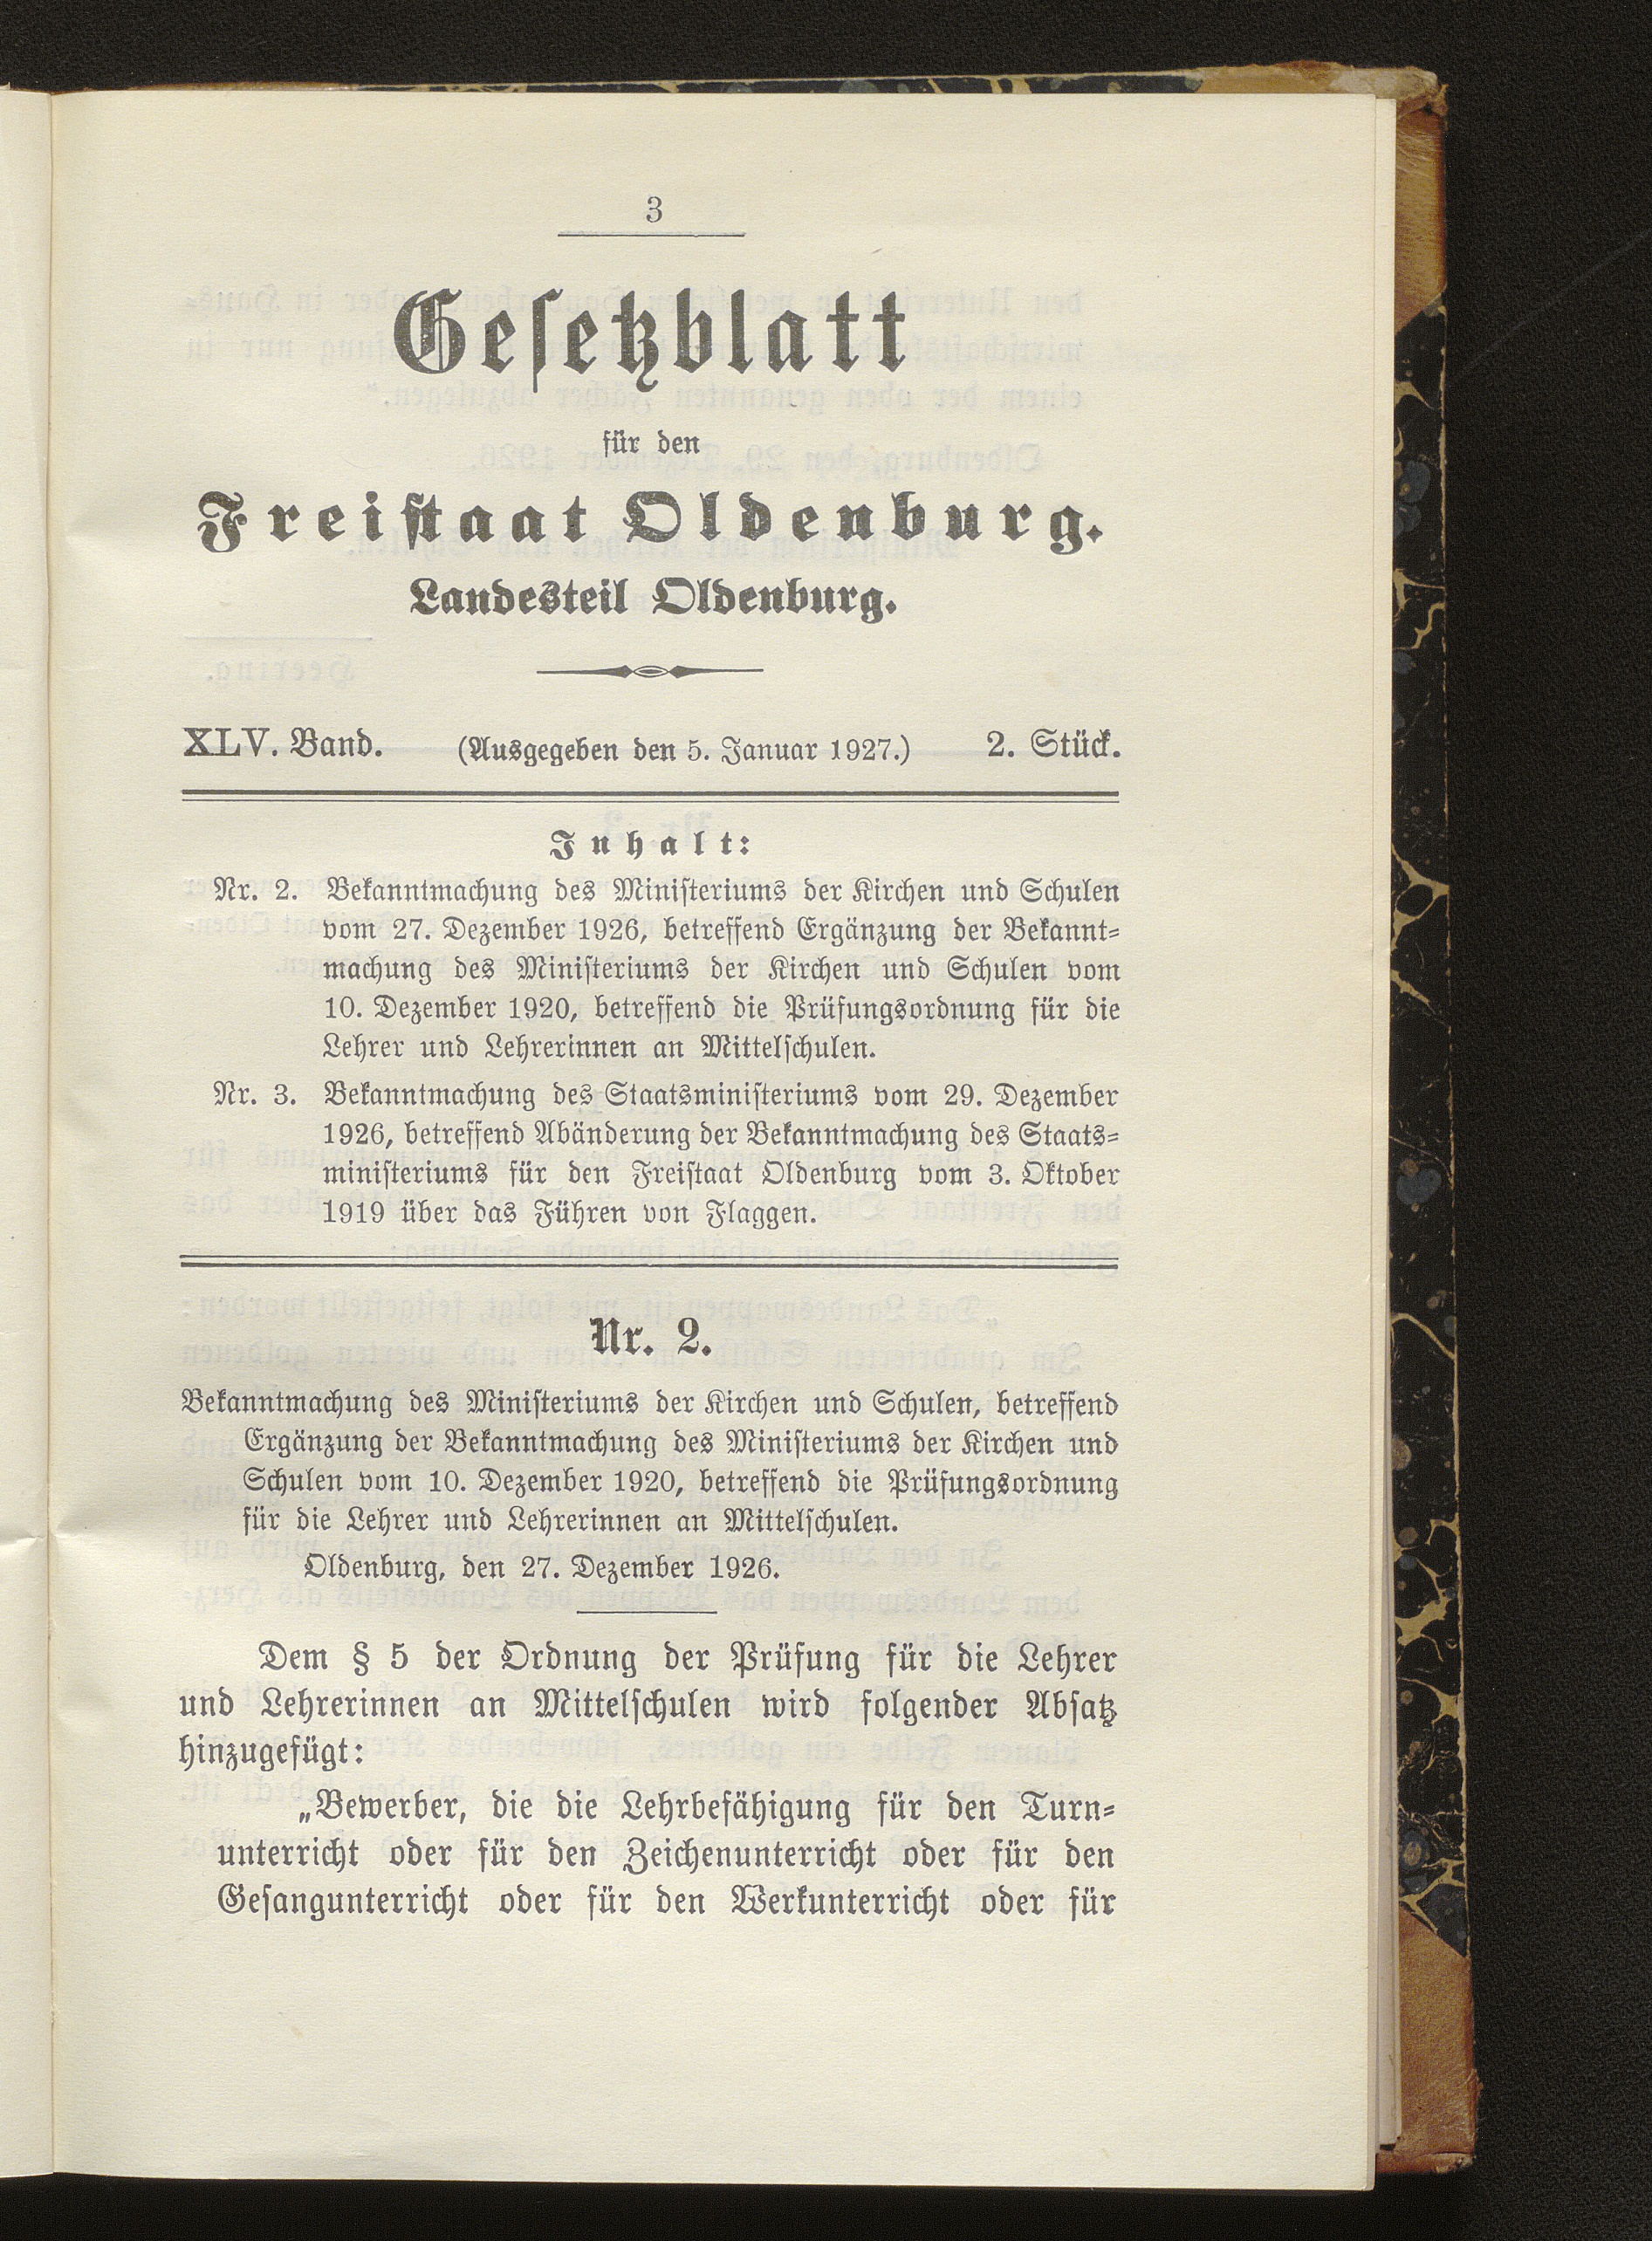 3
Gesetzblatt
für den
Freistaat Oldenburg.
Landesteil Oldenburg.
XLV. Band. (Ausgegeben den 5. Januar 1927.) 2. Stück.
Inhalt:
Nr. 2. Bekanntmachung des Ministeriums der Kirchen und Schulen
vom 27. Dezember 1926, betreffend Ergänzung der Bekannt-
machung des Ministeriums der Kirchen und Schulen vom
10. Dezember 1920, betreffend die Prüfungsordnung für die
Lehrer und Lehrerinnen an Mittelschulen.
Nr. 3. Bekanntmachung des Staatsministeriums vom 29. Dezember
1926, betreffend Abänderung der Bekanntmachung des Staats-
ministeriums für den Freistaat Oldenburg vom 3. Oktober
1919 über das Führen von Flaggen.
Nr. 2.
Bekanntmachung des Ministeriums der Kirchen und Schulen, betreffend
Ergänzung der Bekanntmachung des Ministeriums der Kirchen und
Schulen vom 10. Dezember 1920, betreffend die Prüfungsordnung
für die Lehrer und Lehrerinnen an Mittelschulen.
Oldenburg, den 27. Dezember 1926.
Dem § 5 der Ordnung der Prüfung für die Lehrer
und Lehrerinnen an Mittelschulen wird folgender Absatz
hinzugefügt:
„Bewerber, die die Lehrbefähigung für den Turn-
unterricht oder für den Zeichenunterricht oder für den
Gesangunterricht oder für den Werkunterricht oder für